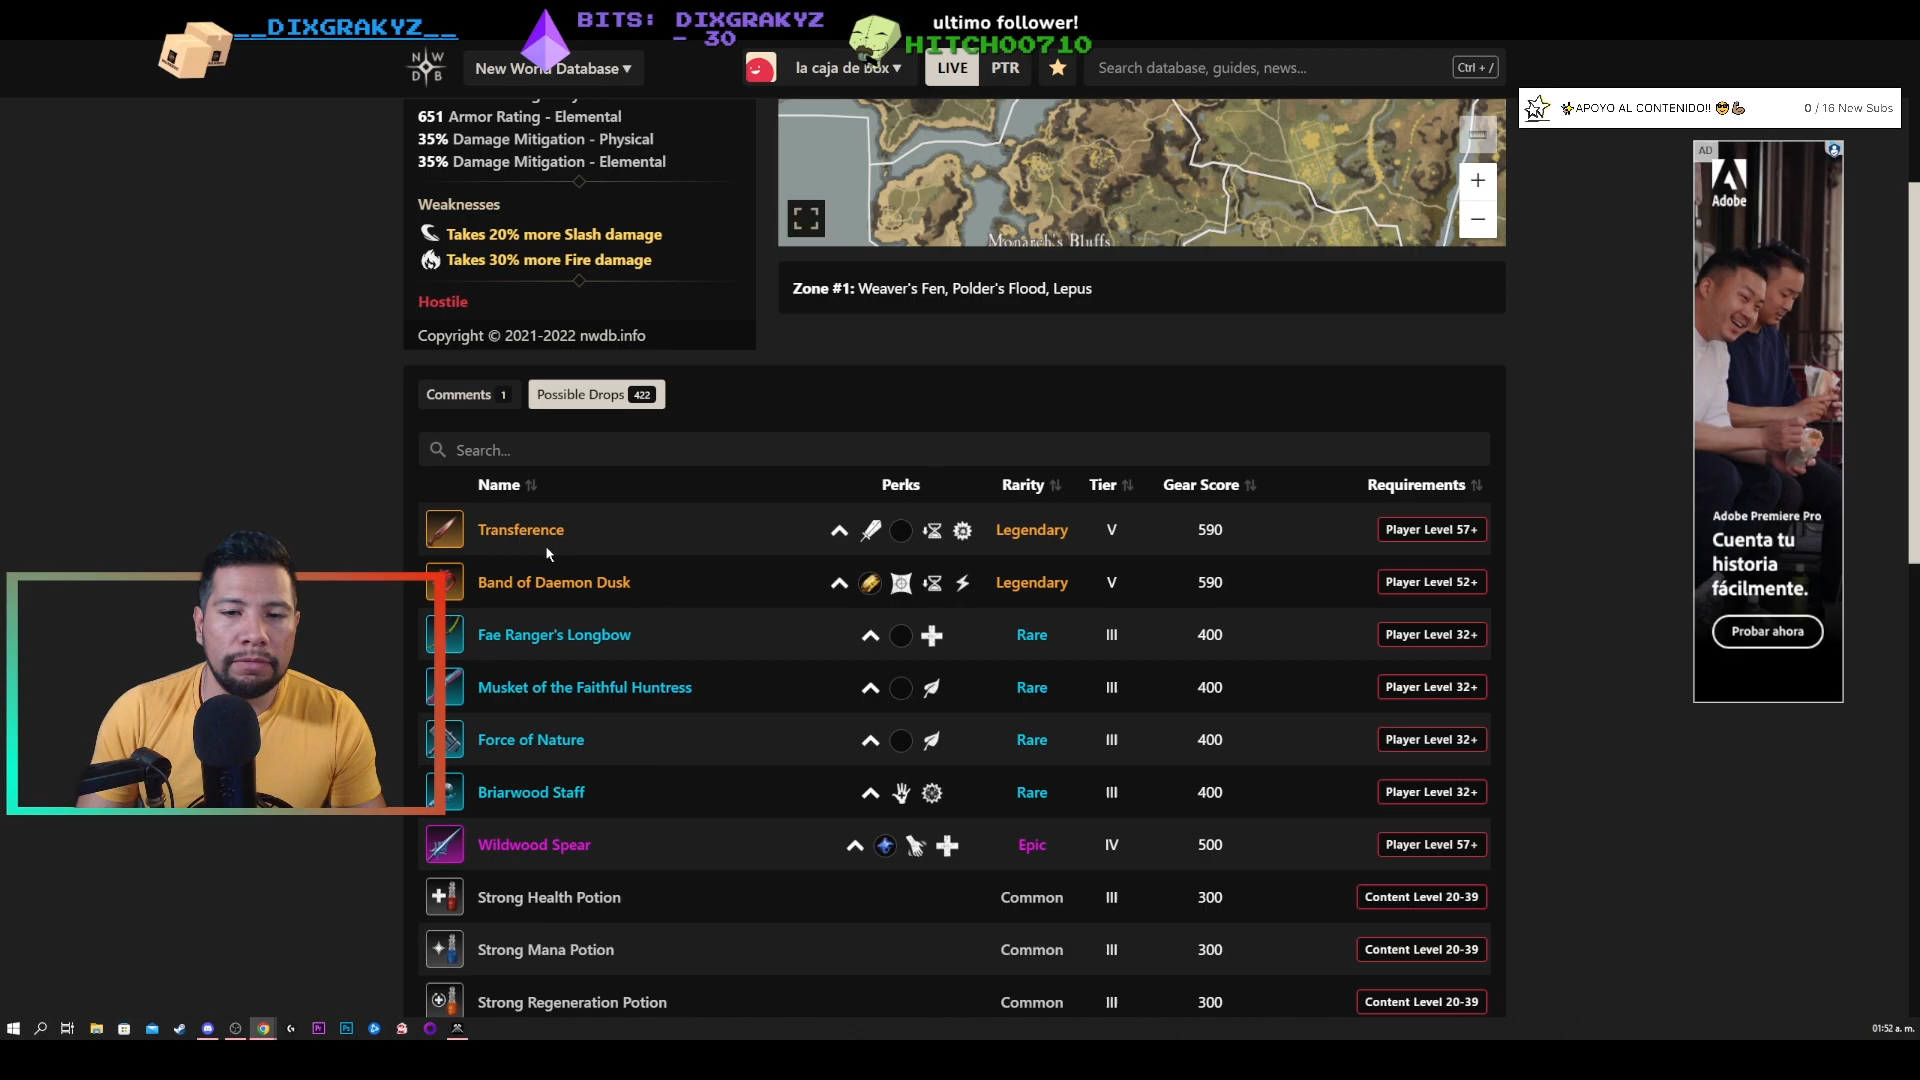 __DIXGRAKYZ__
BITS: DIXGRAKYZ
- 30
ultimo follower!
HITCH00710
N W
D B
New World Database ▾
la caja de box ▾
LIVE
PTR
Search database, guides, news...
Ctrl + /
✨APOYO AL CONTENIDO!! 😎💪🏽
0 / 16 New Subs
651 Armor Rating - Elemental
35% Damage Mitigation - Physical
35% Damage Mitigation - Elemental
Weaknesses
Takes 20% more Slash damage
Takes 30% more Fire damage
Hostile
Copyright © 2021-2022 nwdb.info
Monarch's Bluffs
+
−
Zone #1: Weaver's Fen, Polder's Flood, Lepus
AD
Adobe
Adobe Premiere Pro
Cuenta tu
historia
fácilmente.
Probar ahora
Comments 1
Possible Drops 422
Search...
Name Perks Rarity Tier Gear Score Requirements
Transference Legendary V 590 Player Level 57+
Band of Daemon Dusk Legendary V 590 Player Level 52+
Fae Ranger's Longbow Rare III 400 Player Level 32+
Musket of the Faithful Huntress Rare III 400 Player Level 32+
Force of Nature Rare III 400 Player Level 32+
Briarwood Staff Rare III 400 Player Level 32+
Wildwood Spear Epic IV 500 Player Level 57+
Strong Health Potion Common III 300 Content Level 20-39
Strong Mana Potion Common III 300 Content Level 20-39
Strong Regeneration Potion Common III 300 Content Level 20-39
Pr
Ps
01:52 a. m.